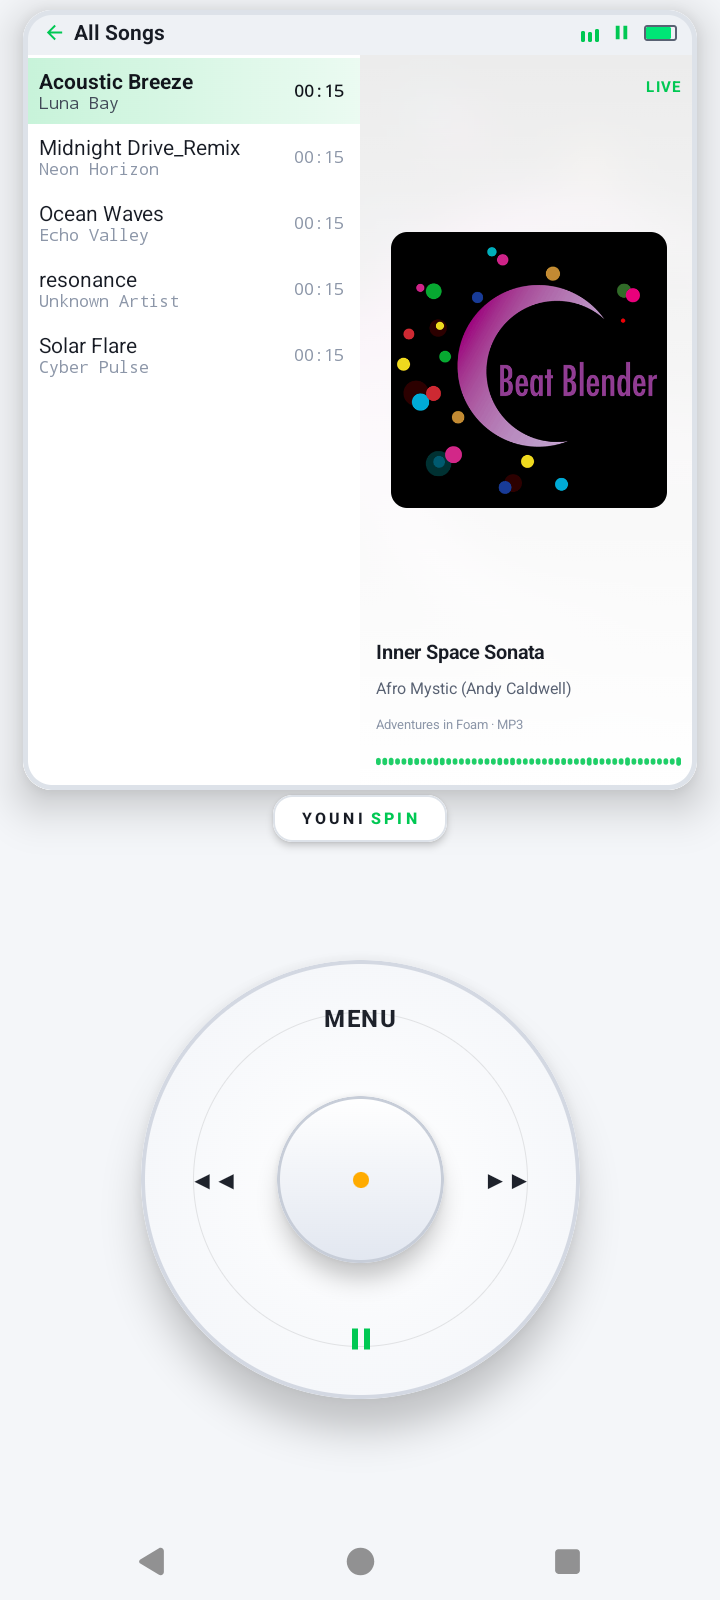 All Songs
Acoustic Breeze
Luna Bay
00:15
Midnight Drive_Remix
Neon Horizon
00:15
Ocean Waves
Echo Valley
00:15
resonance
Unknown Artist
00:15
Solar Flare
Cyber Pulse
00:15
LIVE
Beat Blender
Inner Space Sonata
Afro Mystic (Andy Caldwell)
Adventures in Foam · MP3
YOUNI SPIN
MENU